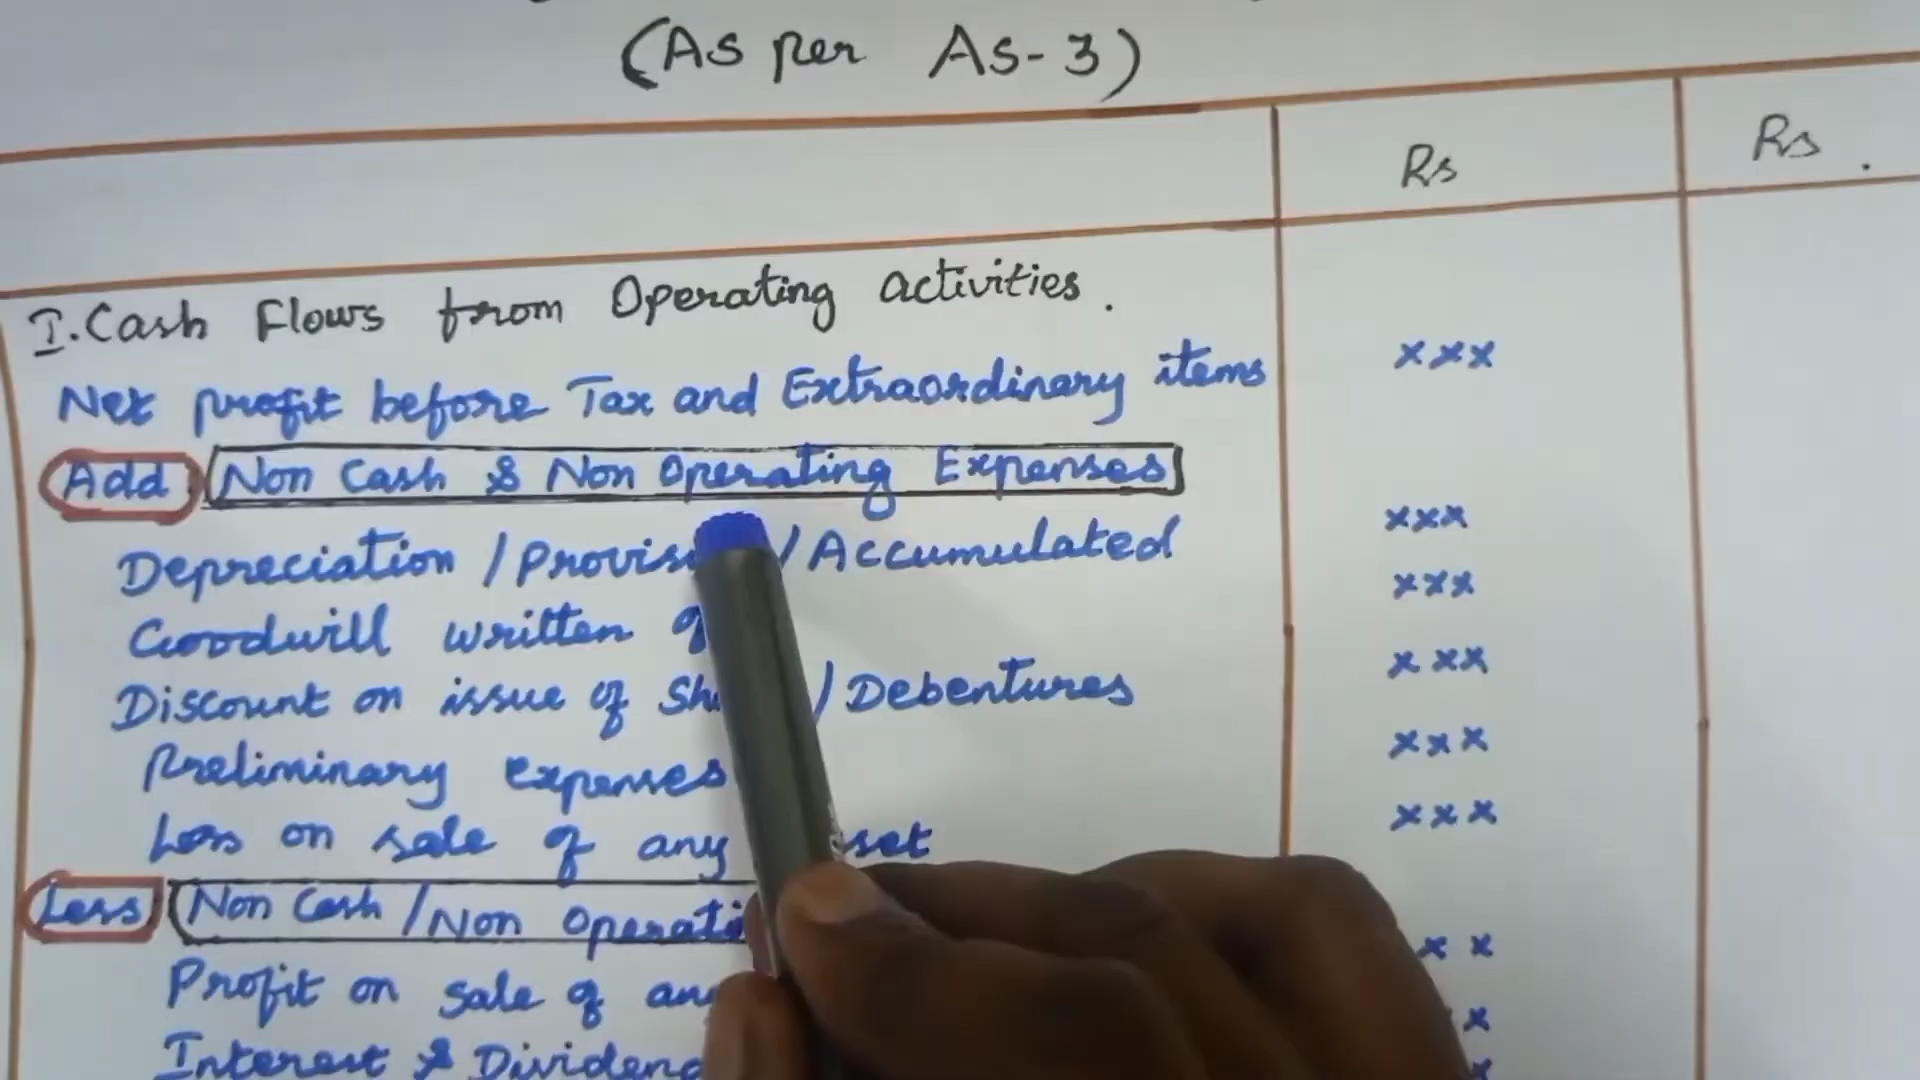 (As per As-3)
Rs Rs.
I. Cash Flows from Operating activities.
Net profit before Tax and Extraordinary items xxx
Add Non Cash & Non Operating Expenses
Depreciation / / Accumulated xxx
Goodwill written xxx
Discount on issue of / Debentures xxx
Preliminary expenses xxx
Loss on sale of any xxx
Less Non Cash / Non
Profit on sale of x x
Interest & x
x